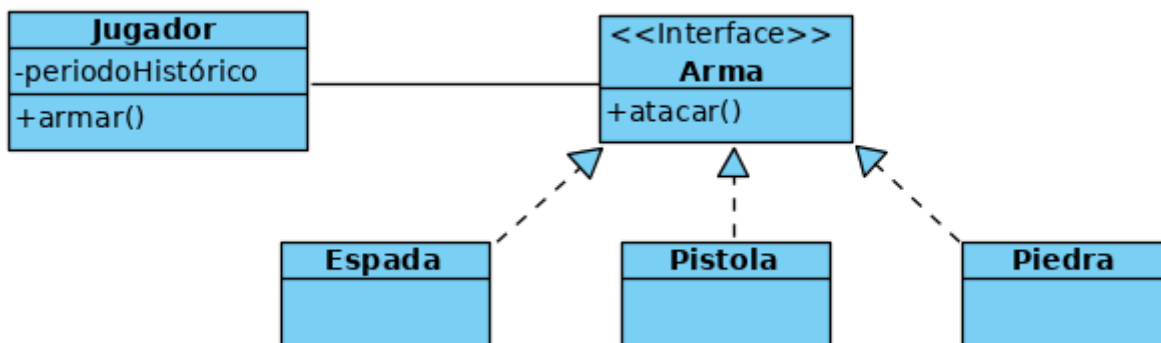 Jugador
-periodoHistórico
+armar()
<<Interface>>
Arma
+atacar()
Espada
Pistola
Piedra